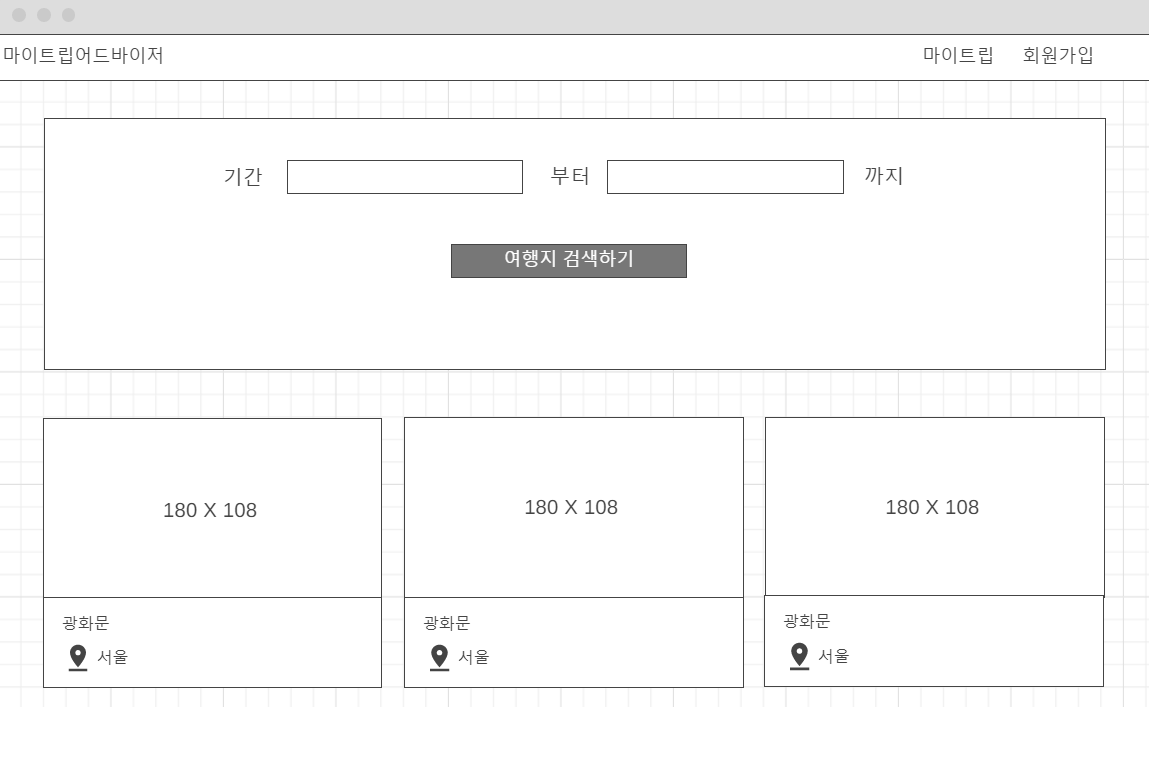 마이트립어드바이저
마이트립 회원가입
기간 부터 까지
여행지 검색하기
180 X 108 180 X 108 180 X 108
광화문 광화문 광화문
서울 서울 서울